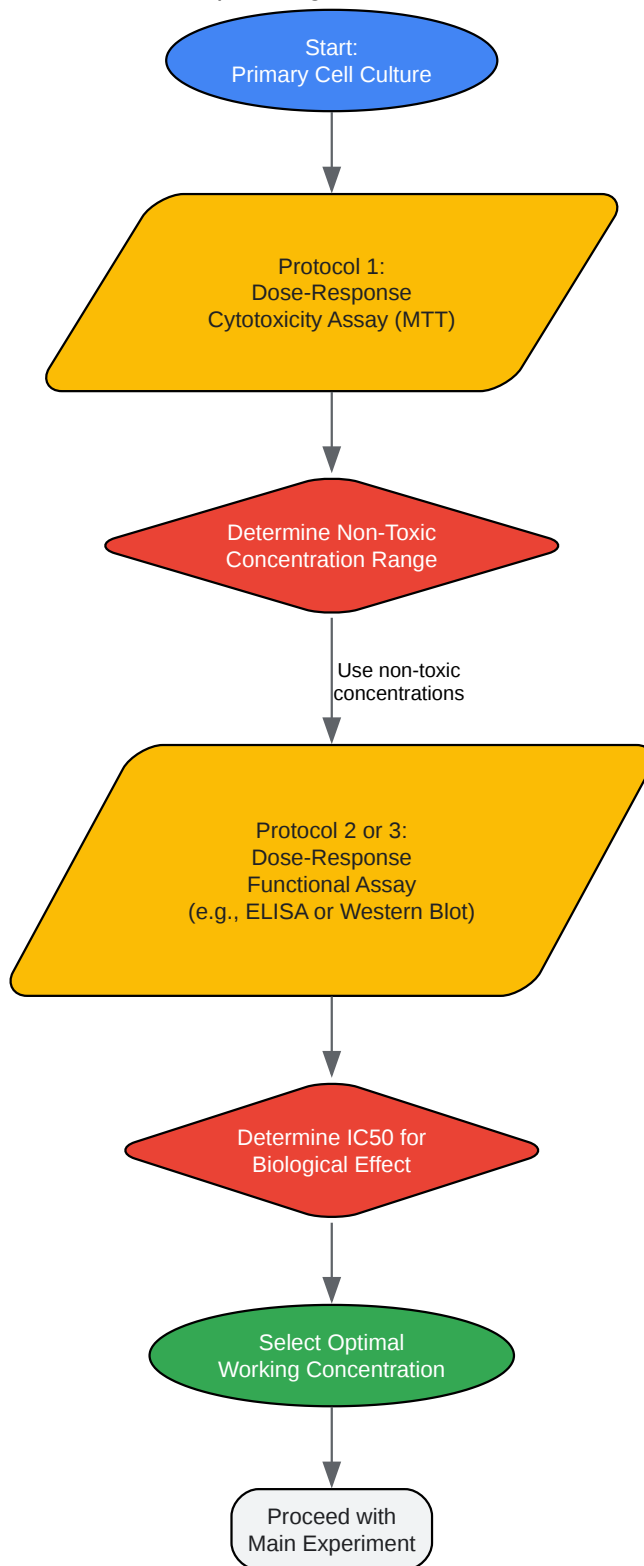 Start:
Primary Cell Culture
Protocol 1:
Dose-Response
Cytotoxicity Assay (MTT)
Determine Non-Toxic
Concentration Range
Use non-toxic
concentrations
Protocol 2 or 3:
Dose-Response
Functional Assay
(e.g., ELISA or Western Blot)
Determine IC50 for
Biological Effect
Select Optimal
Working Concentration
Proceed with
Main Experiment